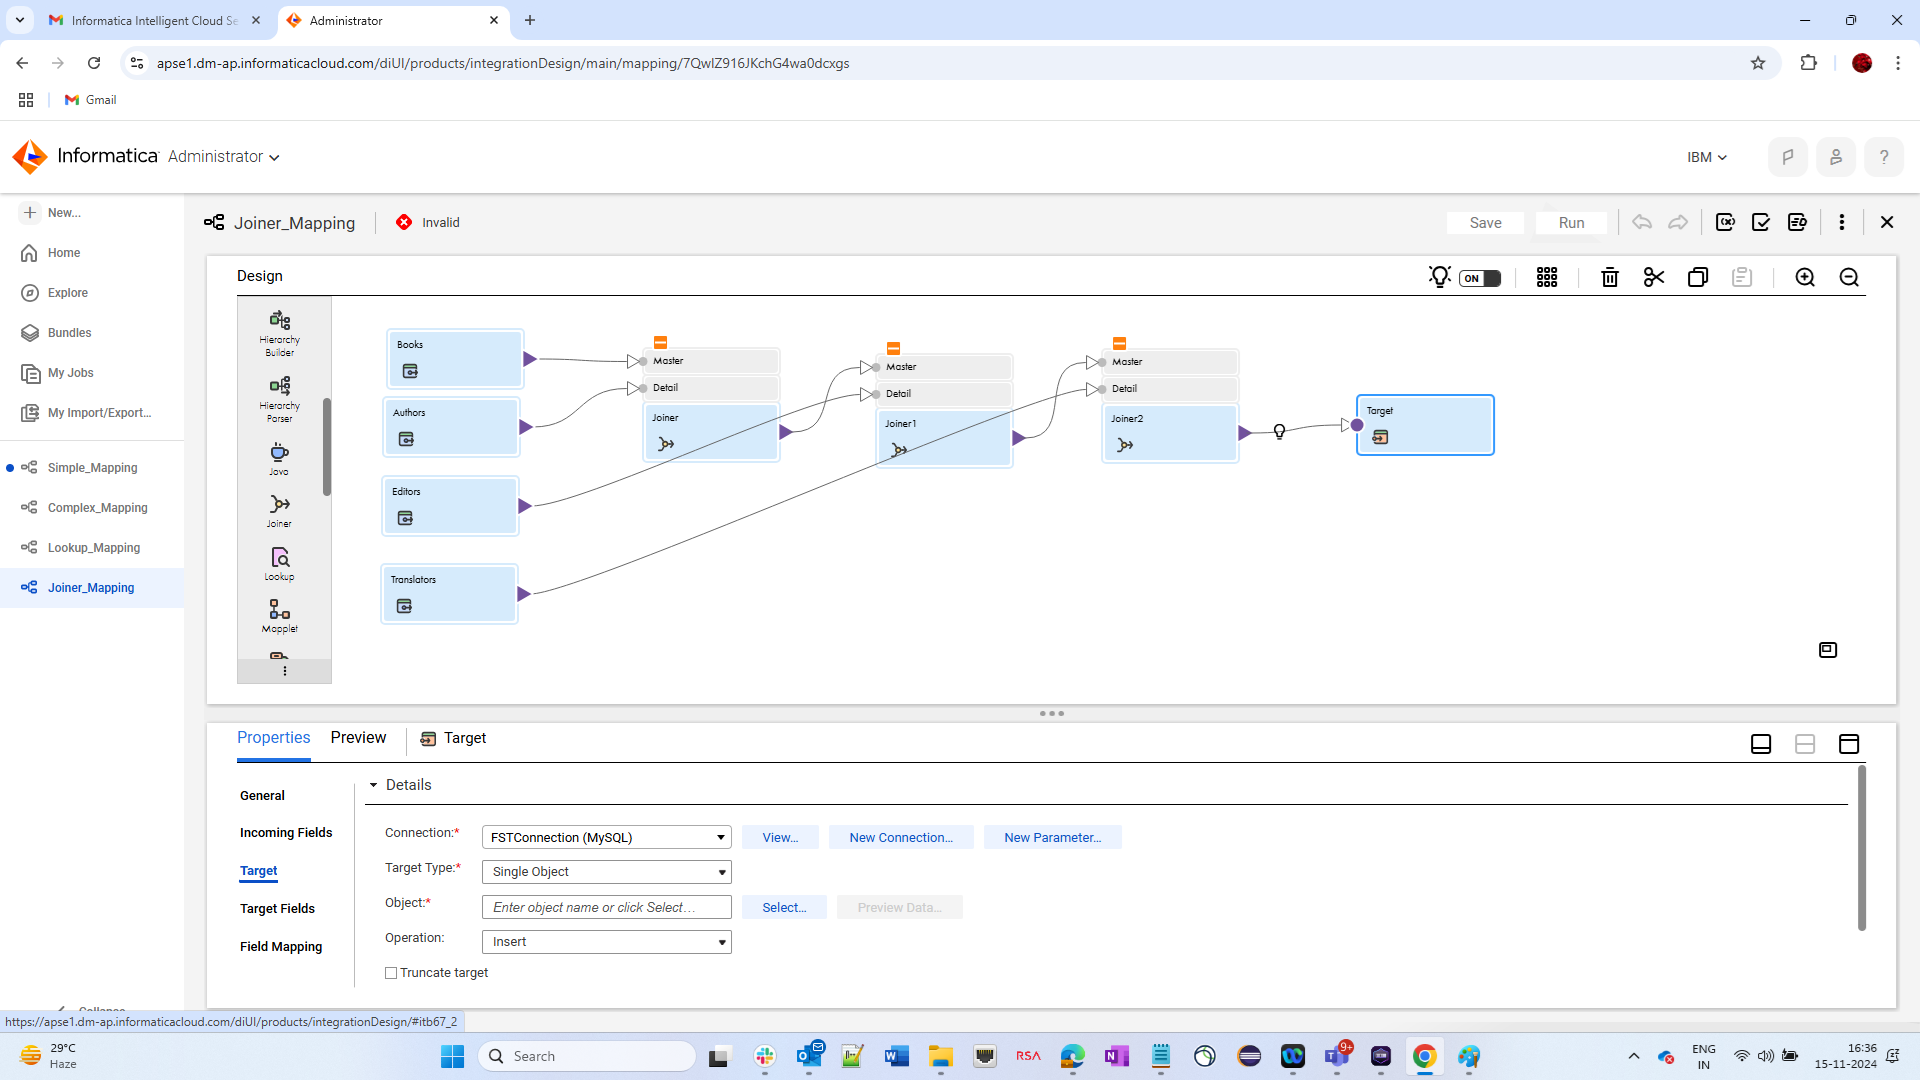 Informatica Intelligent Cloud Se
Administrator
apse1.dm-ap.informaticacloud.com/diUI/products/integrationDesign/main/mapping/7QwlZ916JKchG4wa0dcxgs
Gmail
Informatica Administrator
IBM
?
New...
Home
Explore
Bundles
My Jobs
My Import/Export...
Simple_Mapping
Complex_Mapping
Lookup_Mapping
Joiner_Mapping
Joiner_Mapping
Invalid
Save
Run
Design
ON
Hierarchy
Builder
Hierarchy
Parser
Java
Joiner
Lookup
Mapplet
Books
Authors
Editors
Translators
Master
Detail
Joiner
Master
Detail
Joiner1
Master
Detail
Joiner2
Target
Properties
Preview
Target
General
Incoming Fields
Target
Target Fields
Field Mapping
Details
Connection:* FSTConnection (MySQL) View... New Connection... New Parameter...
Target Type:* Single Object
Object:* Enter object name or click Select... Select... Preview Data...
Operation: Insert
Truncate target
Collapse
https://apse1.dm-ap.informaticacloud.com/diUI/products/integrationDesign/#itb67_2
29°C
Haze
Search
RSA
9+
ENG
IN
16:36
15-11-2024